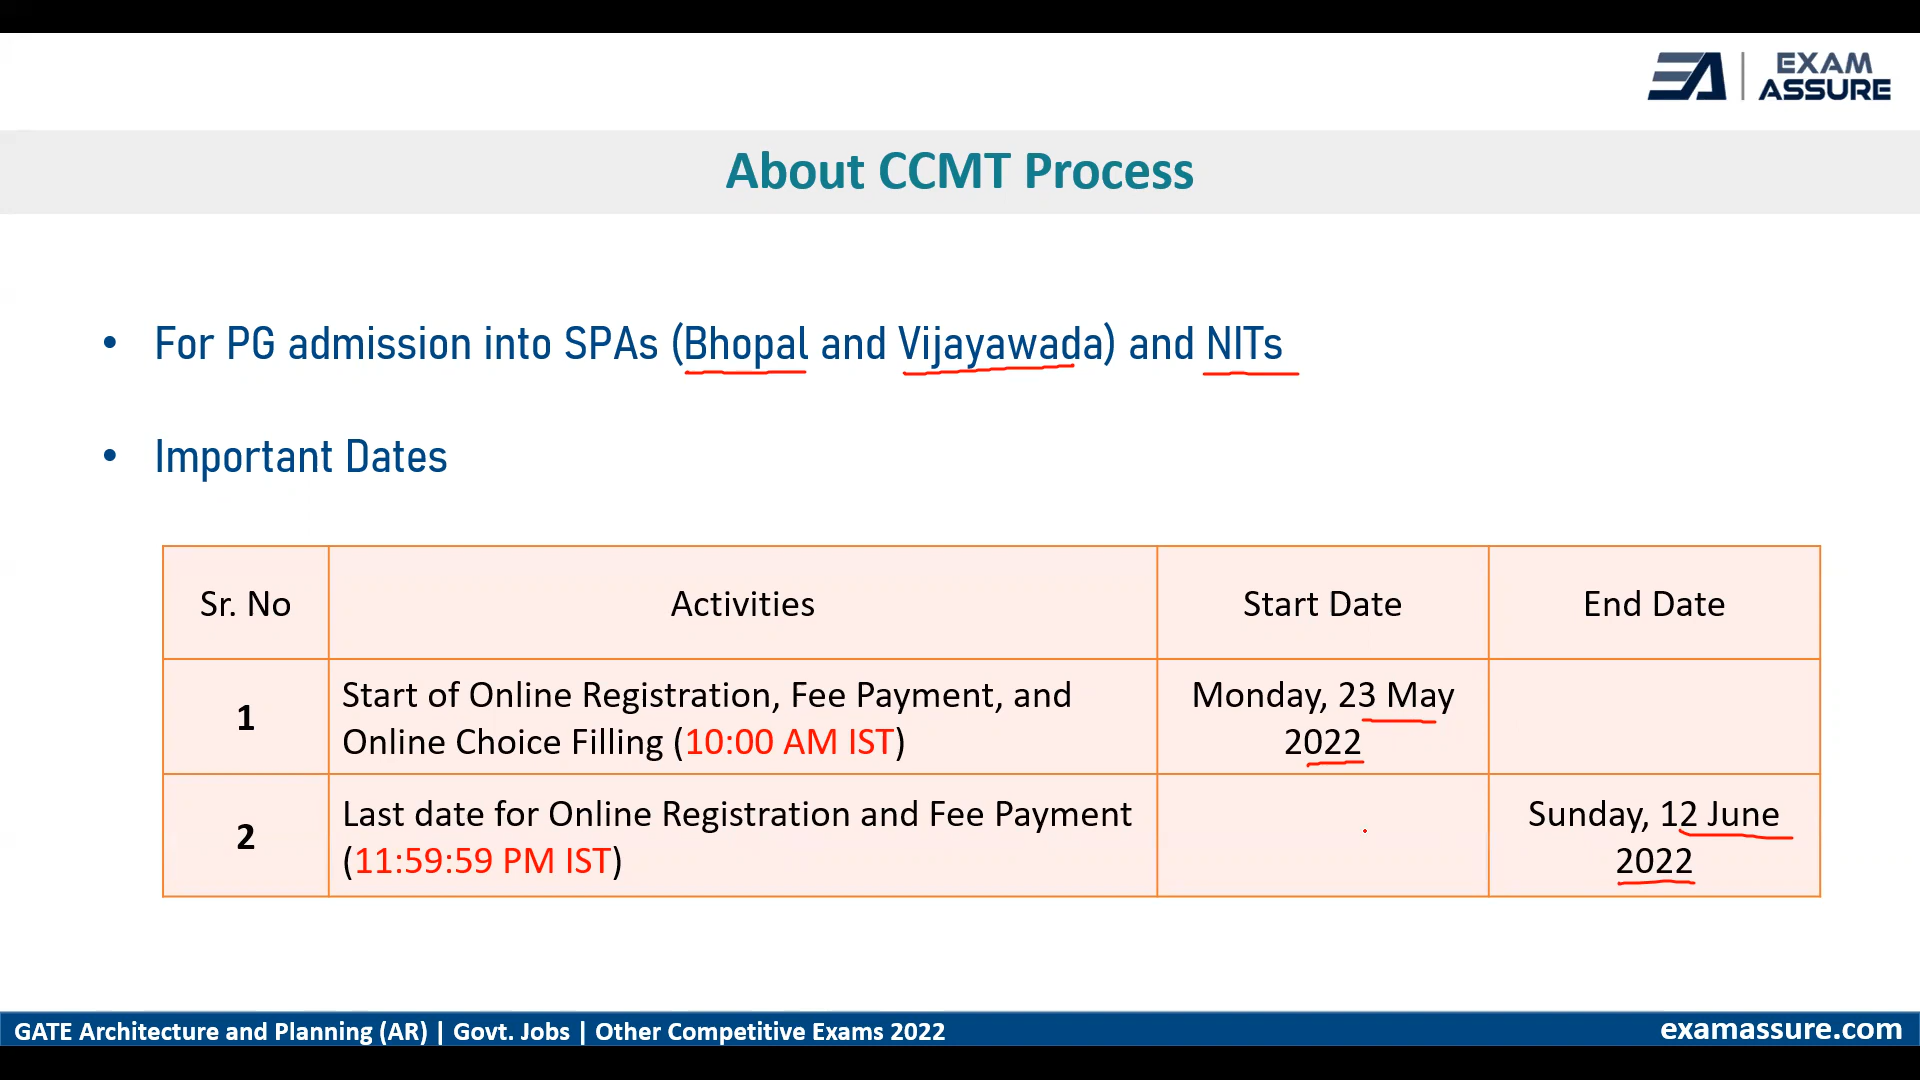 EA | EXAM
ASSURE
About CCMT Process
• For PG admission into SPAs (Bhopal and Vijayawada) and NITs
• Important Dates
Sr. No Activities Start Date End Date
1 Start of Online Registration, Fee Payment, and Online Choice Filling (10:00 AM IST) Monday, 23 May 2022
2 Last date for Online Registration and Fee Payment (11:59:59 PM IST) Sunday, 12 June 2022
GATE Architecture and Planning (AR) | Govt. Jobs | Other Competitive Exams 2022 examassure.com